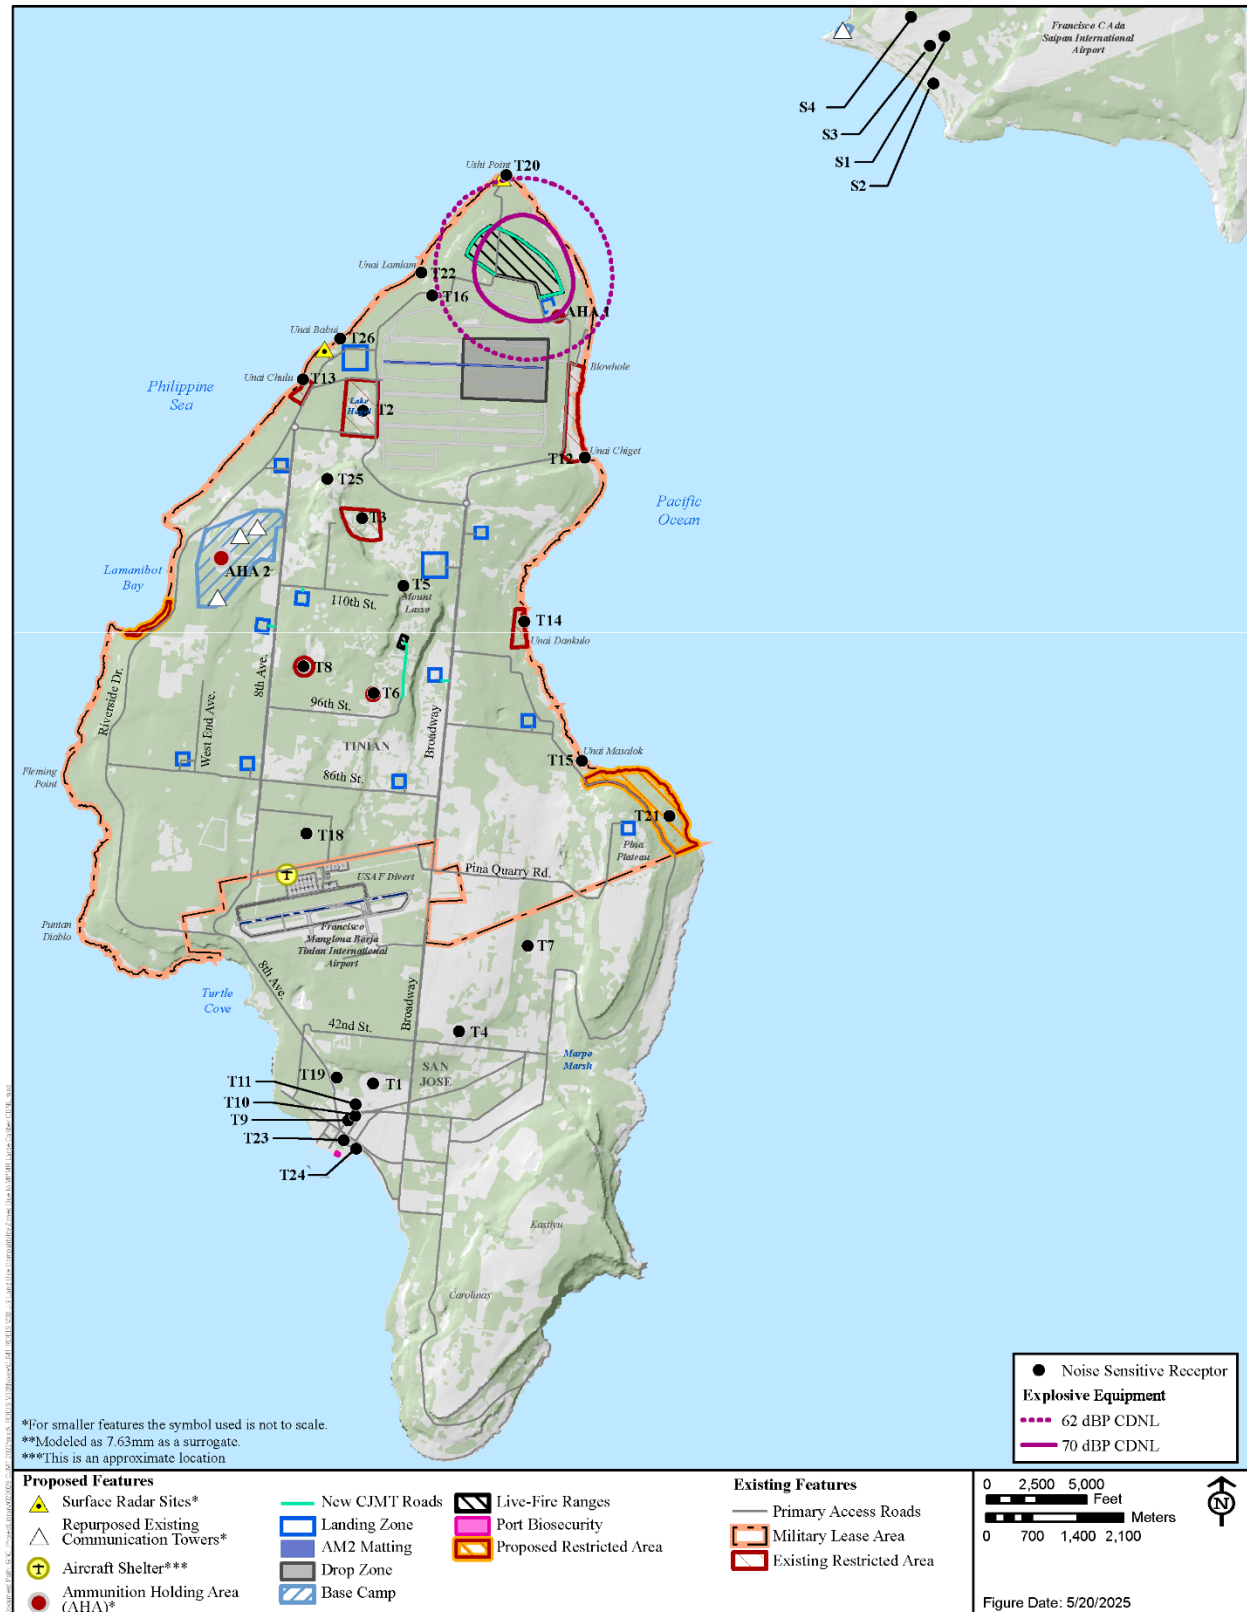 Francisco C Ada
Saipan International
Airport
S4
S3
S1
S2
Ushi Point
T20
Unai Lamlam
T22
T16
AHA 1
Unai Babui
T26
Unai Chulu
T13
Blowhole
Philippine
Sea
T2
T12
Unai Chiget
T25
Pacific
Ocean
T3
AHA 2
Lamanibot
Bay
T5
Mount
Lasso
110th St.
T14
Unai Dankulo
T8
T6
96th St.
8th Ave.
Riverside Dr.
West End Ave.
Broadway
TINIAN
T15
Unai Masalok
86th St.
Fleming
Point
T21
T18
Pina
Plateau
Pina Quarry Rd.
USAF Divert
Puntan
Diablo
Francisco
Manglona Borja
Tinian International
Airport
T7
8th Ave.
Turtle
Cove
Broadway
42nd St.
T4
Marpo
Marsh
SAN
JOSE
T19
T1
T11
T10
T9
T23
T24
Kastiyu
Carolinas
*For smaller features the symbol used is not to scale.
**Modeled as 7.63mm as a surrogate.
***This is an approximate location
Noise Sensitive Receptor
Explosive Equipment
62 dBP CDNL
70 dBP CDNL
Proposed Features
Surface Radar Sites*
Repurposed Existing
Communication Towers*
Aircraft Shelter***
Ammunition Holding Area
(AHA)*
New CJMT Roads
Landing Zone
AM2 Matting
Drop Zone
Base Camp
Live-Fire Ranges
Port Biosecurity
Proposed Restricted Area
Existing Features
Primary Access Roads
Military Lease Area
Existing Restricted Area
0 2,500 5,000
Feet
Meters
0 700 1,400 2,100
N
Figure Date: 5/20/2025